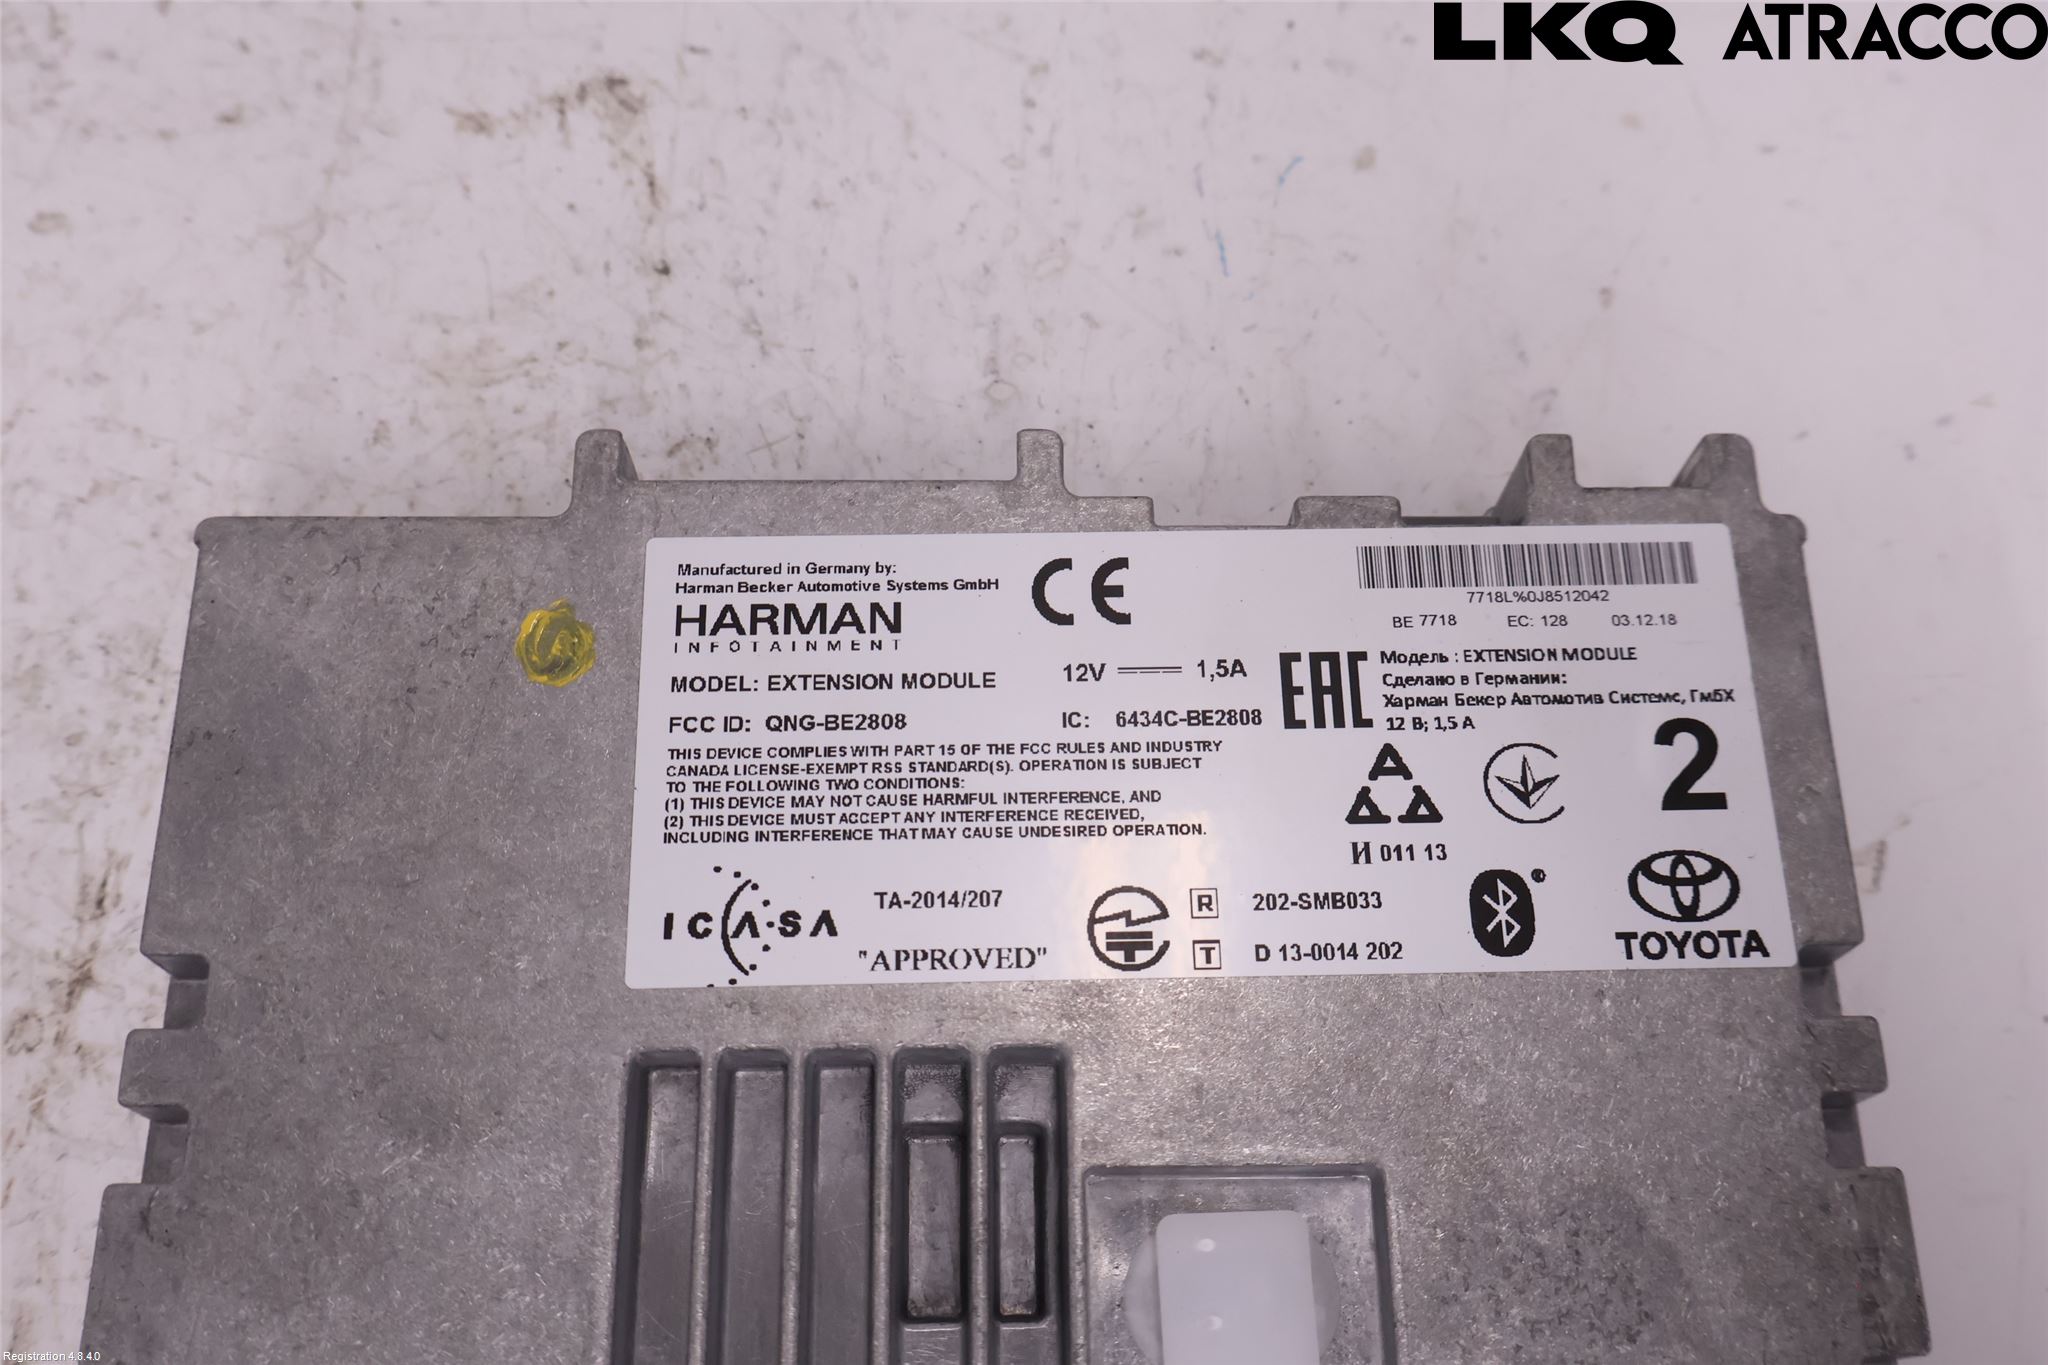 LKQ ATRACCO
Manufactured in Germany by:
Harman Becker Automotive Systems GmbH
HARMAN
INFOTAINMENT
MODEL: EXTENSION MODULE
12V 1,5A
FCC ID: QNG-BE2808
IC: 6434C-BE2808
THIS DEVICE COMPLIES WITH PART 15 OF THE FCC RULES AND INDUSTRY
CANADA LICENSE-EXEMPT RSS STANDARD(S). OPERATION IS SUBJECT
TO THE FOLLOWING TWO CONDITIONS:
(1) THIS DEVICE MAY NOT CAUSE HARMFUL INTERFERENCE, AND
(2) THIS DEVICE MUST ACCEPT ANY INTERFERENCE RECEIVED,
INCLUDING INTERFERENCE THAT MAY CAUSE UNDESIRED OPERATION.
CE
7718L%0J8512042
BE 7718 EC: 128 03.12.18
EAC
Модель : EXTENSION MODULE
Сделано в Германии:
Харман Бекер Автомотив Системс, ГмбХ
12 В; 1,5 А
2
И 011 13
ICASA
TA-2014/207
"APPROVED"
R 202-SMB033
T D 13-0014 202
TOYOTA
Registration 4.8.4.0